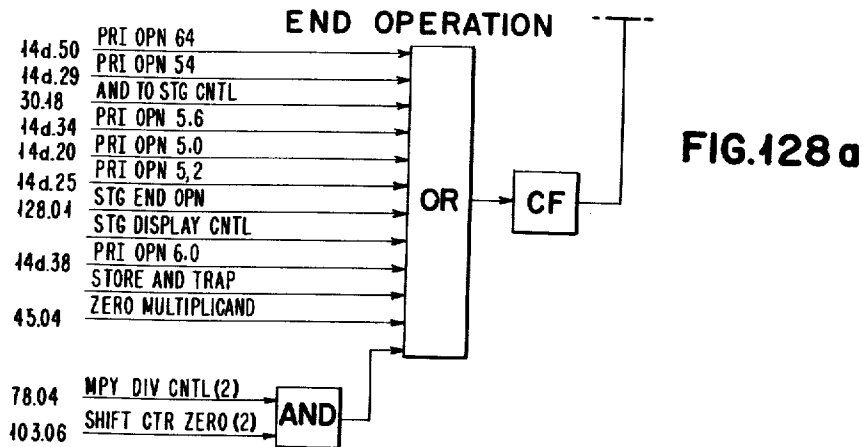 END OPERATION
14d.50 PRI OPN 64
14d.29 PRI OPN 54
30.18 AND TO STG CNTL
14d.34 PRI OPN 5.6
14d.20 PRI OPN 5.0
14d.25 PRI OPN 5,2
128.01 STG END OPN
STG DISPLAY CNTL
14d.38 PRI OPN 6.0
STORE AND TRAP
45.04 ZERO MULTIPLICAND
OR
CF
FIG.128a
78.04 MPY DIV CNTL(2)
103.06 SHIFT CTR ZERO(2)
AND